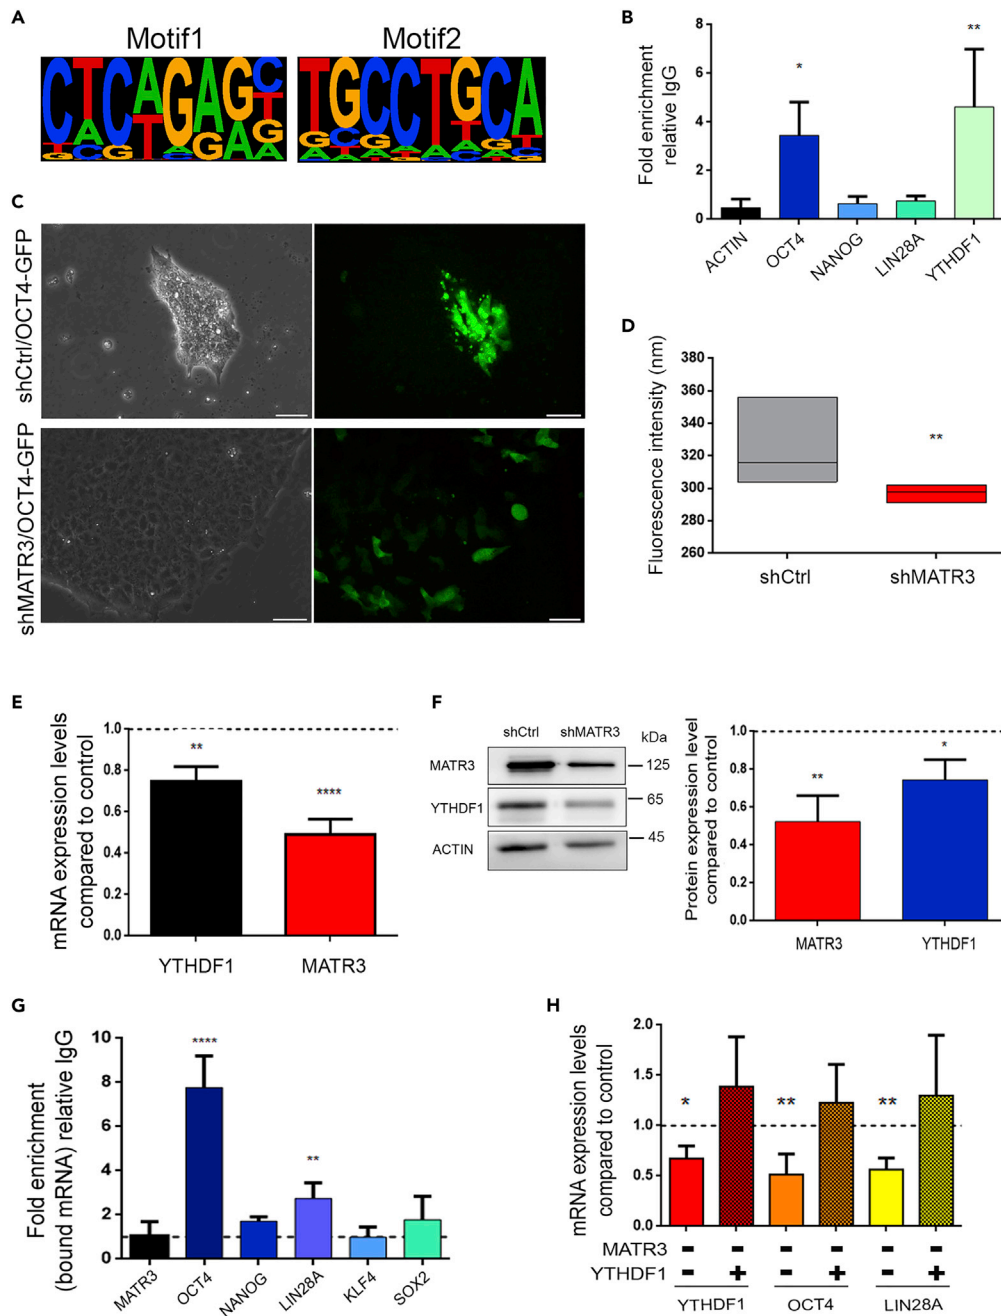 A
Motif1
Motif2
B
Fold enrichment
relative IgG
8
6
4
2
0
*
**
ACTIN
OCT4
NANOG
LIN28A
YTHDF1
C
shCtrl/OCT4-GFP
shMATR3/OCT4-GFP
D
Fluorescence intensity (nm)
380
360
340
320
300
280
260
**
shCtrl
shMATR3
E
mRNA expression levels
compared to control
1.0
0.8
0.6
0.4
0.2
0.0
**
****
YTHDF1
MATR3
F
shCtrl
shMATR3
kDa
MATR3
125
YTHDF1
65
ACTIN
45
Protein expression level
compared to control
1.0
0.8
0.6
0.4
0.2
0.0
**
*
MATR3
YTHDF1
G
Fold enrichment
(bound mRNA) relative IgG
10
8
6
4
2
0
****
**
MATR3
OCT4
NANOG
LIN28A
KLF4
SOX2
H
mRNA expression levels
compared to control
2.0
1.5
1.0
0.5
0.0
*
**
**
MATR3 - - - - - -
YTHDF1 - + - + - +
YTHDF1
OCT4
LIN28A